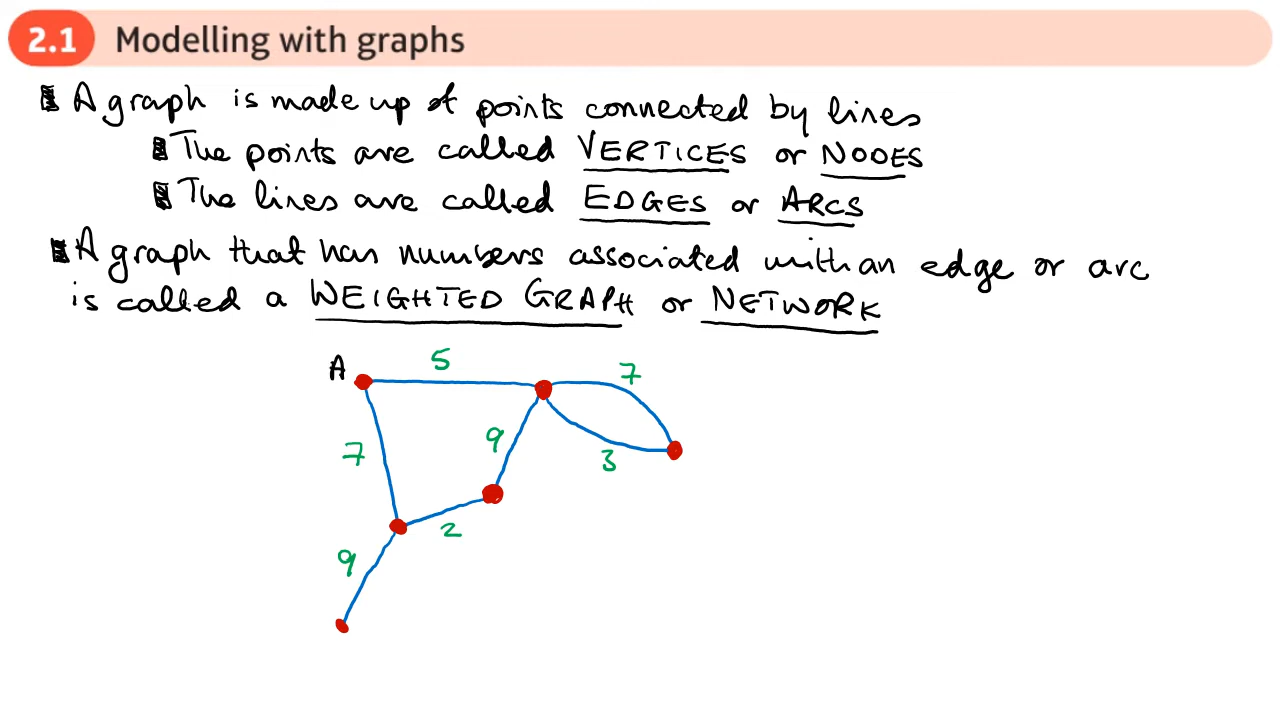 2.1 Modelling with graphs
A graph is made up of points connected by lines
The points are called VERTICES or NODES
The lines are called EDGES or ARCS
A graph that has numbers associated with an edge or arc
is called a WEIGHTED GRAPH or NETWORK
A 5 7
7 9 3
2
9